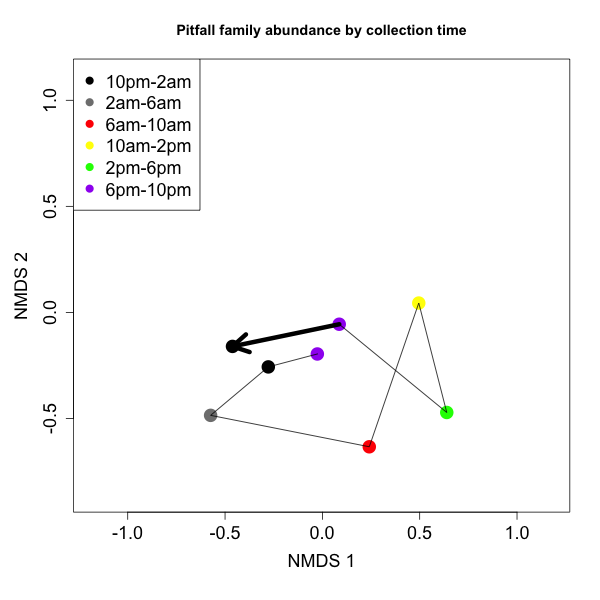 Pitfall family abundance by collection time
10pm-2am
2am-6am
6am-10am
10am-2pm
2pm-6pm
6pm-10pm
1.0
0.5
0.0
-0.5
NMDS 2
-1.0 -0.5 0.0 0.5 1.0
NMDS 1